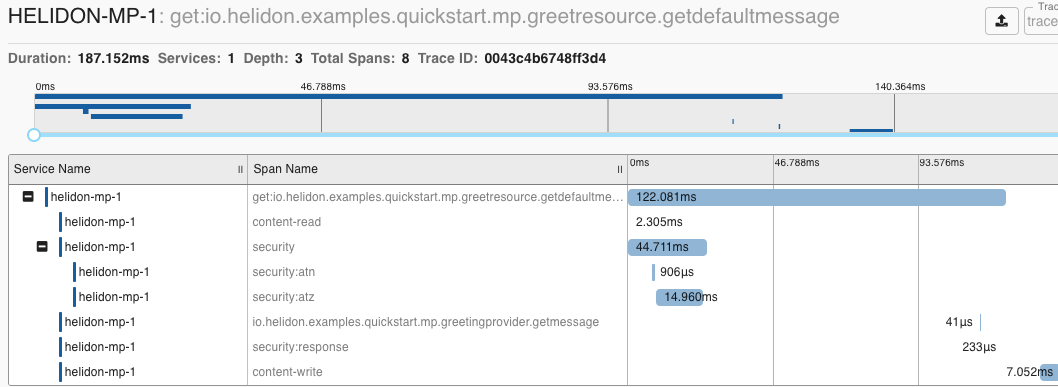 HELIDON-MP-1: get:io.helidon.examples.quickstart.mp.greetresource.getdefaultmessage
Trac
trace
Duration: 187.152ms Services: 1 Depth: 3 Total Spans: 8 Trace ID: 0043c4b6748ff3d4
0ms 46.788ms 93.576ms 140.364ms
Service Name Span Name 0ms 46.788ms 93.576ms
helidon-mp-1 get:io.helidon.examples.quickstart.mp.greetresource.getdefaultme... 122.081ms
helidon-mp-1 content-read 2.305ms
helidon-mp-1 security 44.711ms
helidon-mp-1 security:atn 906µs
helidon-mp-1 security:atz 14.960ms
helidon-mp-1 io.helidon.examples.quickstart.mp.greetingprovider.getmessage 41µs
helidon-mp-1 security:response 233µs
helidon-mp-1 content-write 7.052ms